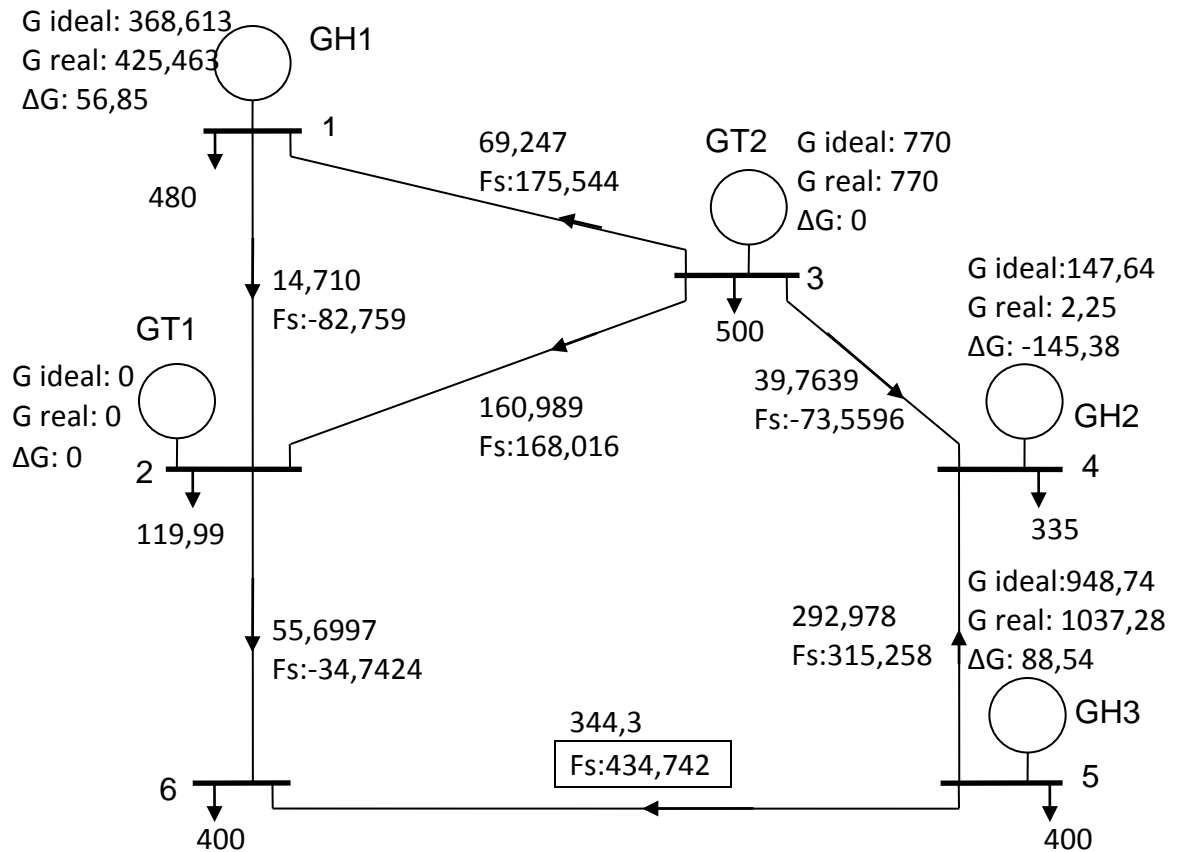 G ideal: 368,613
G real: 425,463
ΔG: 56,85
GH1
1
480
69,247
Fs:175,544
GT2
G ideal: 770
G real: 770
ΔG: 0
3
500
14,710
Fs:-82,759
GT1
G ideal: 0
G real: 0
ΔG: 0
2
119,99
160,989
Fs:168,016
39,7639
Fs:-73,5596
G ideal:147,64
G real: 2,25
ΔG: -145,38
GH2
4
335
55,6997
Fs:-34,7424
292,978
Fs:315,258
G ideal:948,74
G real: 1037,28
ΔG: 88,54
GH3
5
400
344,3
Fs:434,742
6
400